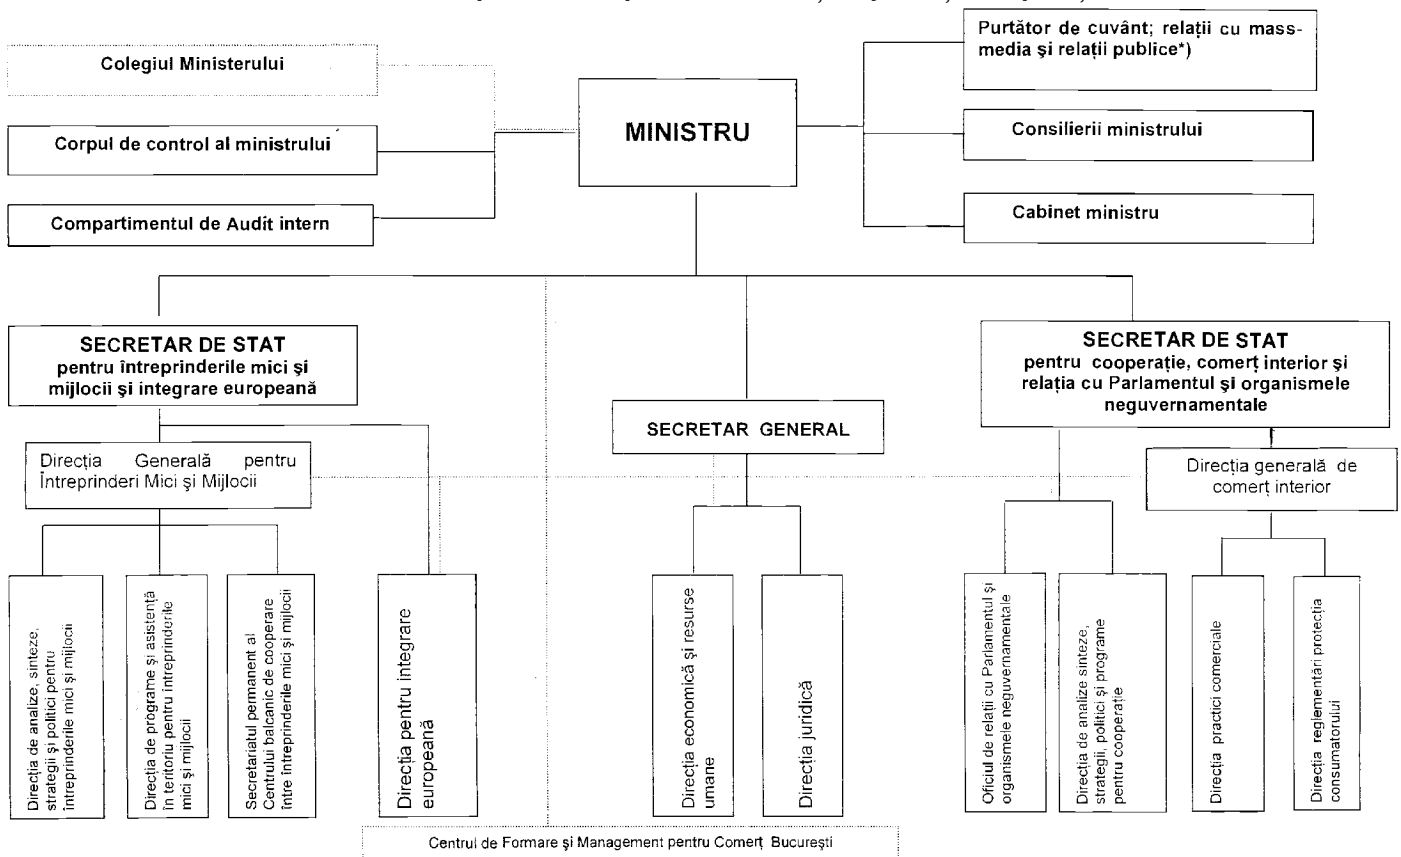 Purtător de cuvânt; relații cu mass-
media și relații publice*)
Colegiul Ministerului
MINISTRU
Corpul de control al ministrului
Consilierii ministrului
Compartimentul de Audit intern
Cabinet ministru
SECRETAR DE STAT
pentru întreprinderile mici și
mijlocii și integrare europeană
SECRETAR DE STAT
pentru cooperație, comerț interior și
relația cu Parlamentul și organismele
neguvernamentale
SECRETAR GENERAL
Direcția Generală pentru
Întreprinderi Mici și Mijlocii
Direcția generală de
comerț interior
Direcția de analize, sinteze,
strategii și politici pentru
întreprinderile mici și mijlocii
Direcția de programe și asistență
în teritoriu pentru întreprinderile
mici și mijlocii
Secretariatul permanent al
Centrului balcanic de cooperare
între întreprinderile mici și mijlocii
Direcția pentru integrare
europeană
Direcția economică și resurse
umane
Direcția juridică
Oficiul de relații cu Parlamentul și
organismele neguvernamentale
Direcția de analize sinteze,
strategii, politici și programe
pentru cooperație
Direcția practici comerciale
Direcția reglementări protecția
consumatorului
Centrul de Formare și Management pentru Comerț București